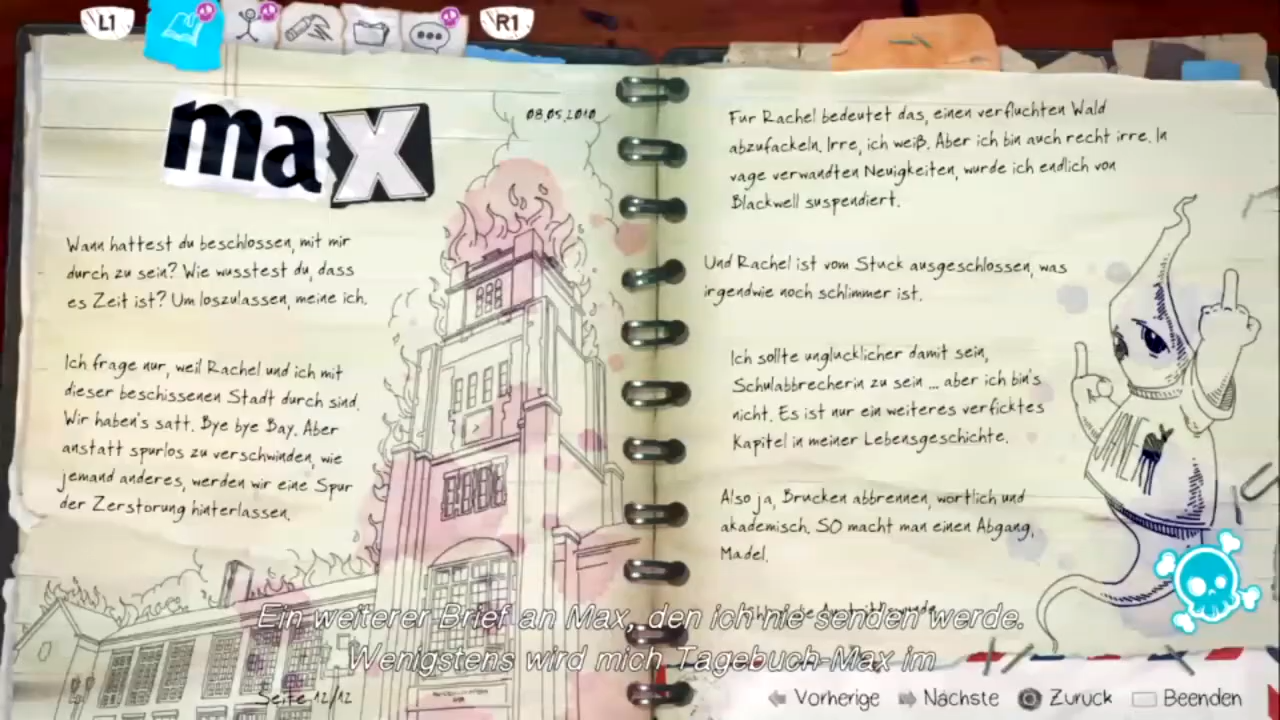 L1
R1
max
08.05.2010
Wann hattest du beschlossen, mit mir
durch zu sein? Wie wusstest du, dass
es Zeit ist? Um loszulassen, meine ich.
Ich frage nur, weil Rachel und ich mit
dieser beschissenen Stadt durch sind.
Wir haben's satt. Bye bye Bay. Aber
anstatt spurlos zu verschwinden, wie
jemand anderes, werden wir eine Spur
der Zerstorung hinterlassen.
Seite 12/12
Fur Rachel bedeutet das, einen verfluchten Wald
abzufackeln. Irre, ich weiß. Aber ich bin auch recht irre. In
vage verwandten Neuigkeiten, wurde ich endlich von
Blackwell suspendiert.
Und Rachel ist vom Stuck ausgeschlossen, was
irgendwie noch schlimmer ist.
Ich sollte unglucklicher damit sein,
Schulabbrecherin zu sein ... aber ich bin's
nicht. Es ist nur ein weiteres verficktes
Kapitel in meiner Lebensgeschichte.
Also ja, Brucken abbrennen, wortlich und
akademisch. SO macht man einen Abgang,
Madel.
Ein weiterer Brief an Max, den ich nie senden werde.
Wenigstens wird mich Tagebuch-Max im
Vorherige
Nachste
Zuruck
Beenden